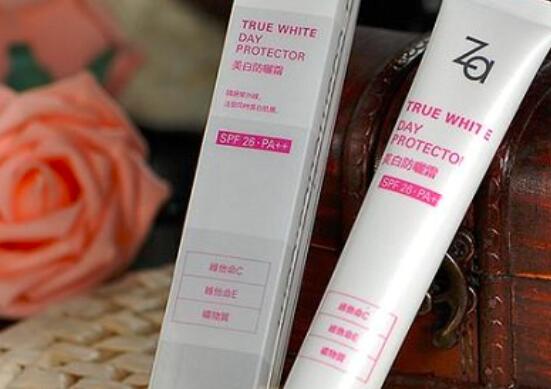 TRUE WHITE
DAY
PROTECTOR
美白防曬霜
SPF 26·PA++
維他命C
維他命E
礦物質
Za
TRUE WHITE
DAY
PROTECTO
美白防曬霜
SPF 26·PA+
維他命C
維他命E
礦物質